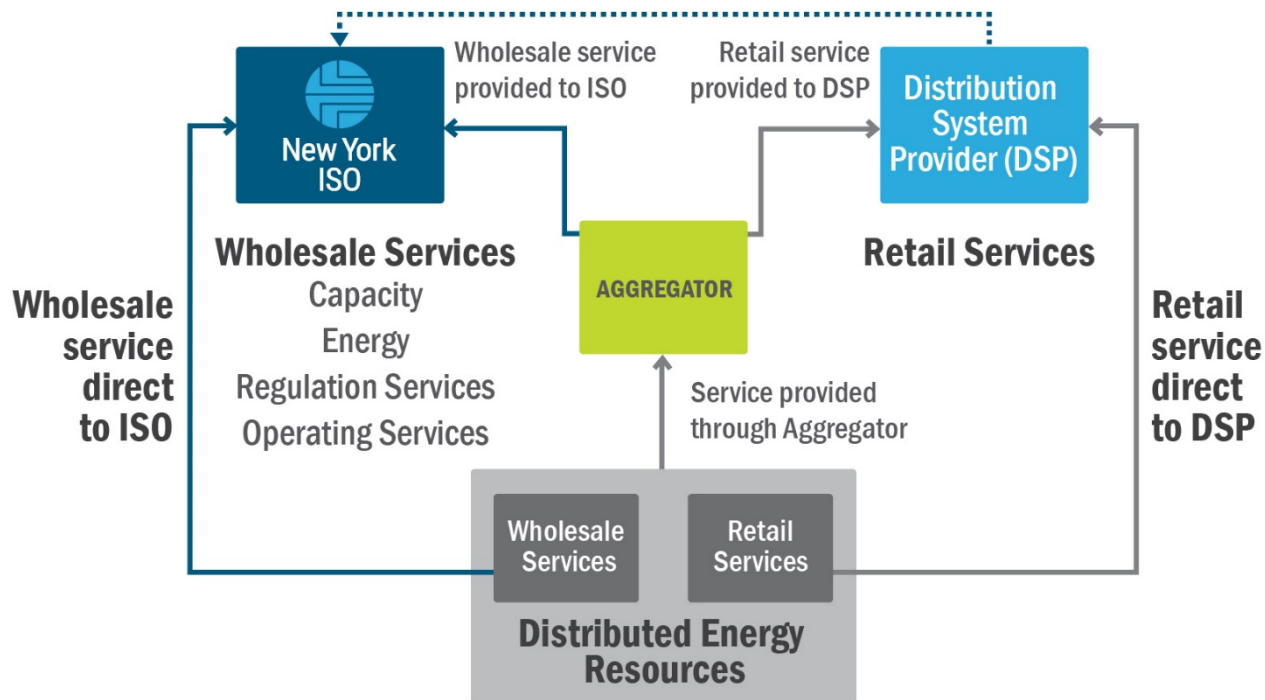 Wholesale service
provided to ISO
Retail service
provided to DSP
New York
ISO
Distribution
System
Provider (DSP)
Wholesale Services
Capacity
Energy
Regulation Services
Operating Services
AGGREGATOR
Retail Services
Wholesale
service
direct
to ISO
Retail
service
direct
to DSP
Service provided
through Aggregator
Wholesale
Services
Retail
Services
Distributed Energy
Resources